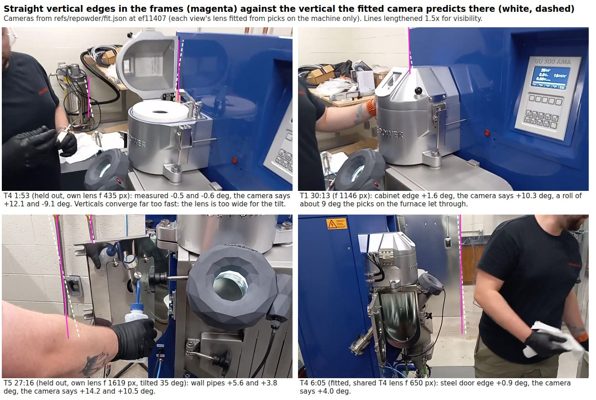 Straight vertical edges in the frames (magenta) against the vertical the fitted camera predicts there (white, dashed)
Cameras from refs/repowder/fit.json at ef11407 (each view's lens fitted from picks on the machine only). Lines lengthened 1.5x for visibility.
T4 1:53 (held out, own lens f 435 px): measured -0.5 and -0.6 deg, the camera says
+12.1 and -9.1 deg. Verticals converge far too fast: the lens is too wide for the tilt.
T1 30:13 (f 1146 px): cabinet edge +1.6 deg, the camera says +10.3 deg, a roll of
about 9 deg the picks on the furnace let through.
T5 27:16 (held out, own lens f 1619 px, tilted 35 deg): wall pipes +5.6 and +3.8
deg, the camera says +14.2 and +10.5 deg.
T4 6:05 (fitted, shared T4 lens f 650 px): steel door edge +0.9 deg, the camera
says +4.0 deg.